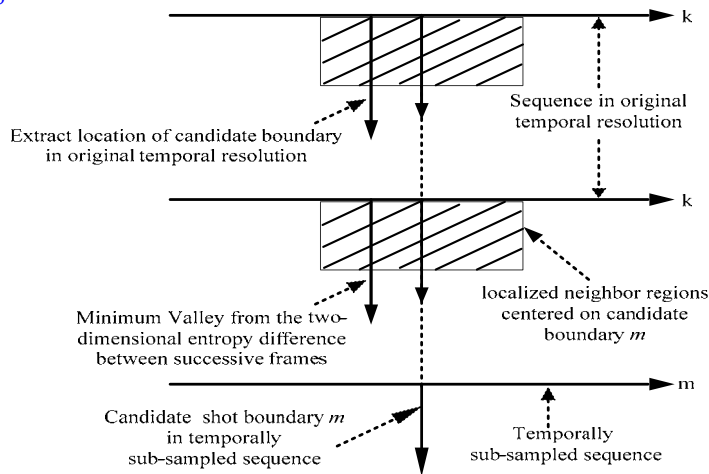 k
Sequence in original
temporal resolution
Extract location of candidate boundary
in original temporal resolution
k
localized neighbor regions
centered on candidate
boundary m
Minimum Valley from the two-
dimensional entropy difference
between successive frames
m
Candidate shot boundary m
in temporally
sub-sampled sequence
Temporally
sub-sampled sequence